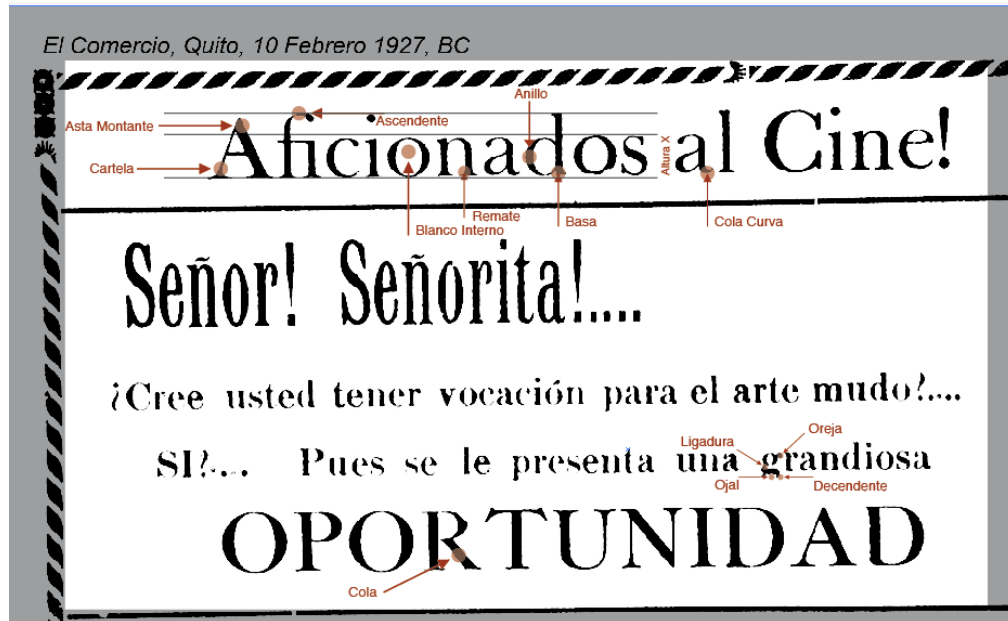 El Comercio, Quito, 10 Febrero 1927, BC
Anillo
Asta Montante
Ascendente
Aficionados al Cine!
Altura X
Cartela
Remate
Basa
Cola Curva
Blanco Interno
Señor! Señorita!....
¿Cree usted tener vocación para el arte mudo?....
Oreja
Ligadura
SI?.... Pues se le presenta una grandiosa
Ojal
Decendente
OPORTUNIDAD
Cola